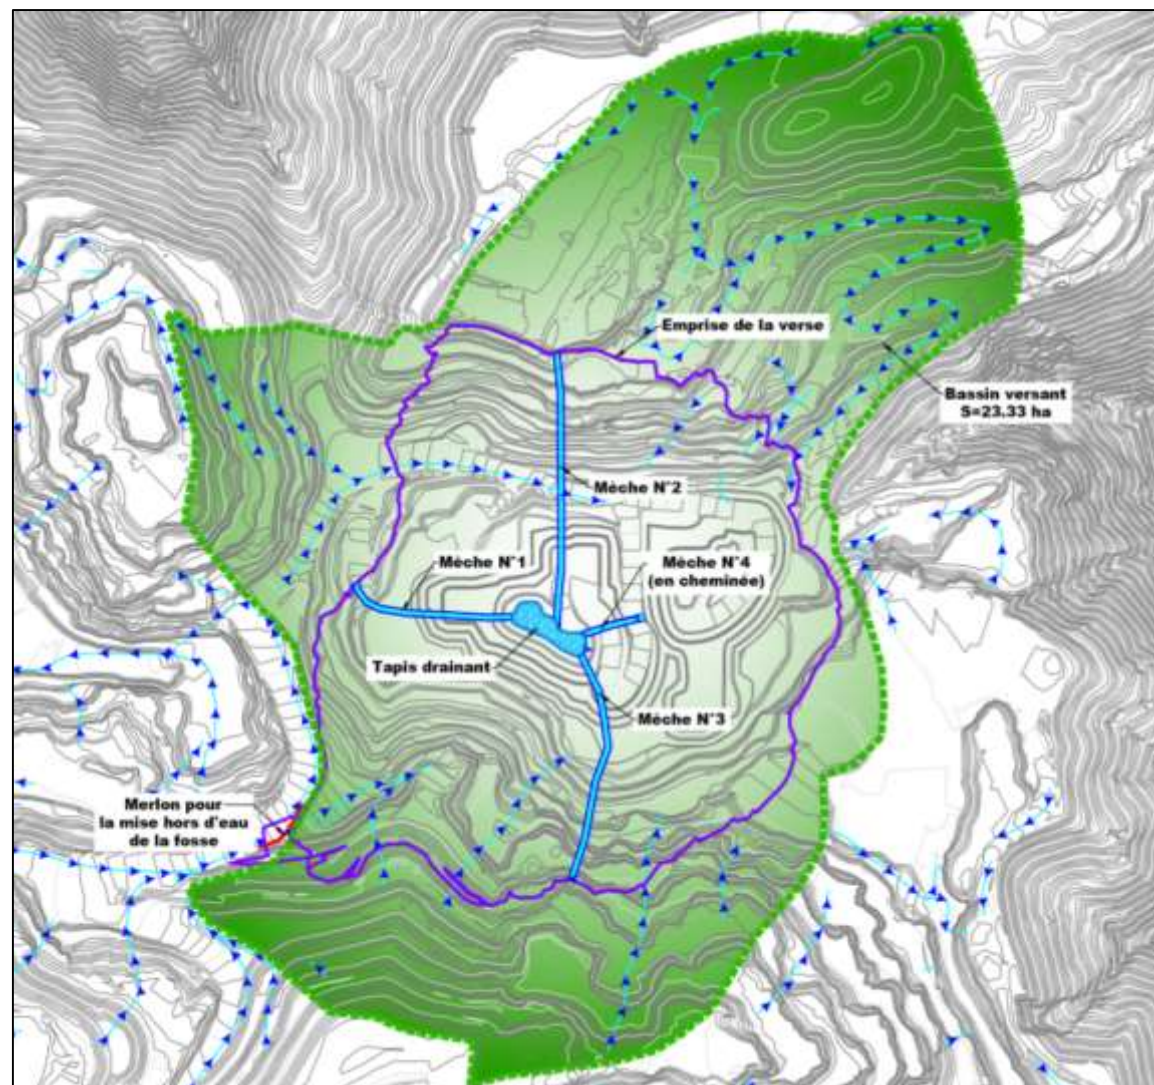 Emprise de la verse
Bassin versant
S=23,33 ha
Mèche N°2
Mèche N°1
Mèche N°4
(en cheminée)
Tapis drainant
Mèche N°3
Merlon pour
la mise hors d'eau
de la fosse